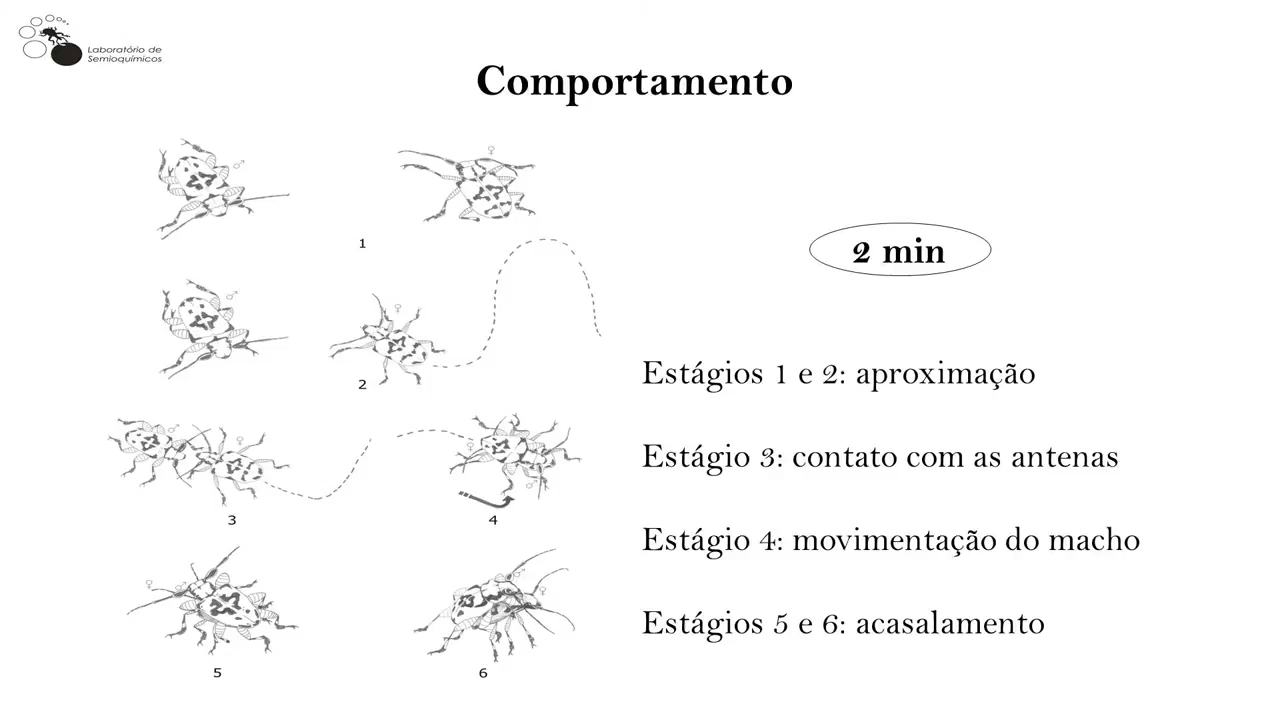 Laboratório de
Semioquímicos
Comportamento
♂
♀
1
2 min
♂
♀
2
Estágios 1 e 2: aproximação
♂
♀
3
♀
♂
4
Estágio 3: contato com as antenas
Estágio 4: movimentação do macho
♀
♂
5
♂
♀
6
Estágios 5 e 6: acasalamento